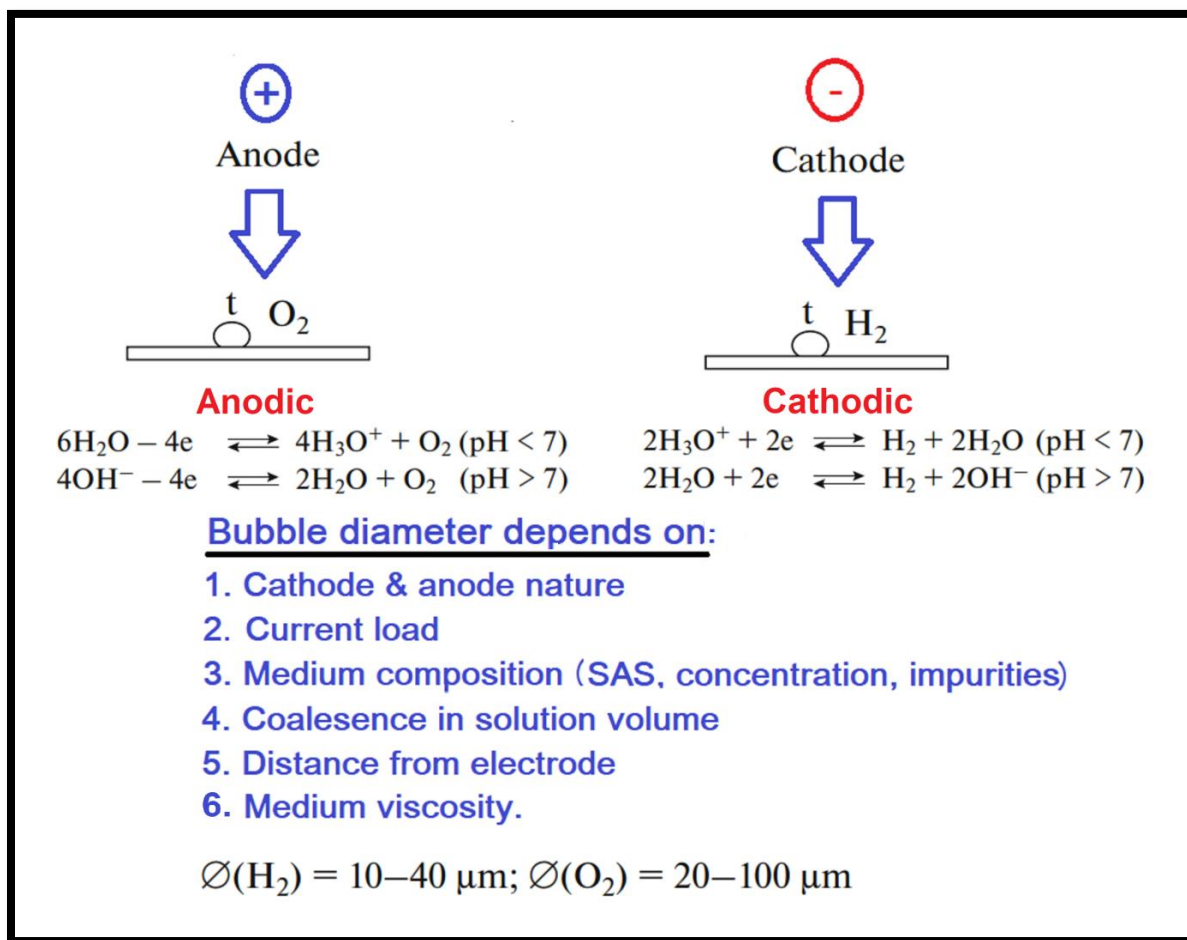 +
-
Anode
Cathode
t O₂
t H₂
Anodic
Cathodic
6H₂O – 4e ⇌ 4H₃O⁺ + O₂ (pH < 7)
2H₃O⁺ + 2e ⇌ H₂ + 2H₂O (pH < 7)
4OH⁻ – 4e ⇌ 2H₂O + O₂ (pH > 7)
2H₂O + 2e ⇌ H₂ + 2OH⁻ (pH > 7)
Bubble diameter depends on:
1. Cathode & anode nature
2. Current load
3. Medium composition (SAS, concentration, impurities)
4. Coalesence in solution volume
5. Distance from electrode
6. Medium viscosity.
∅(H₂) = 10–40 μm; ∅(O₂) = 20–100 μm